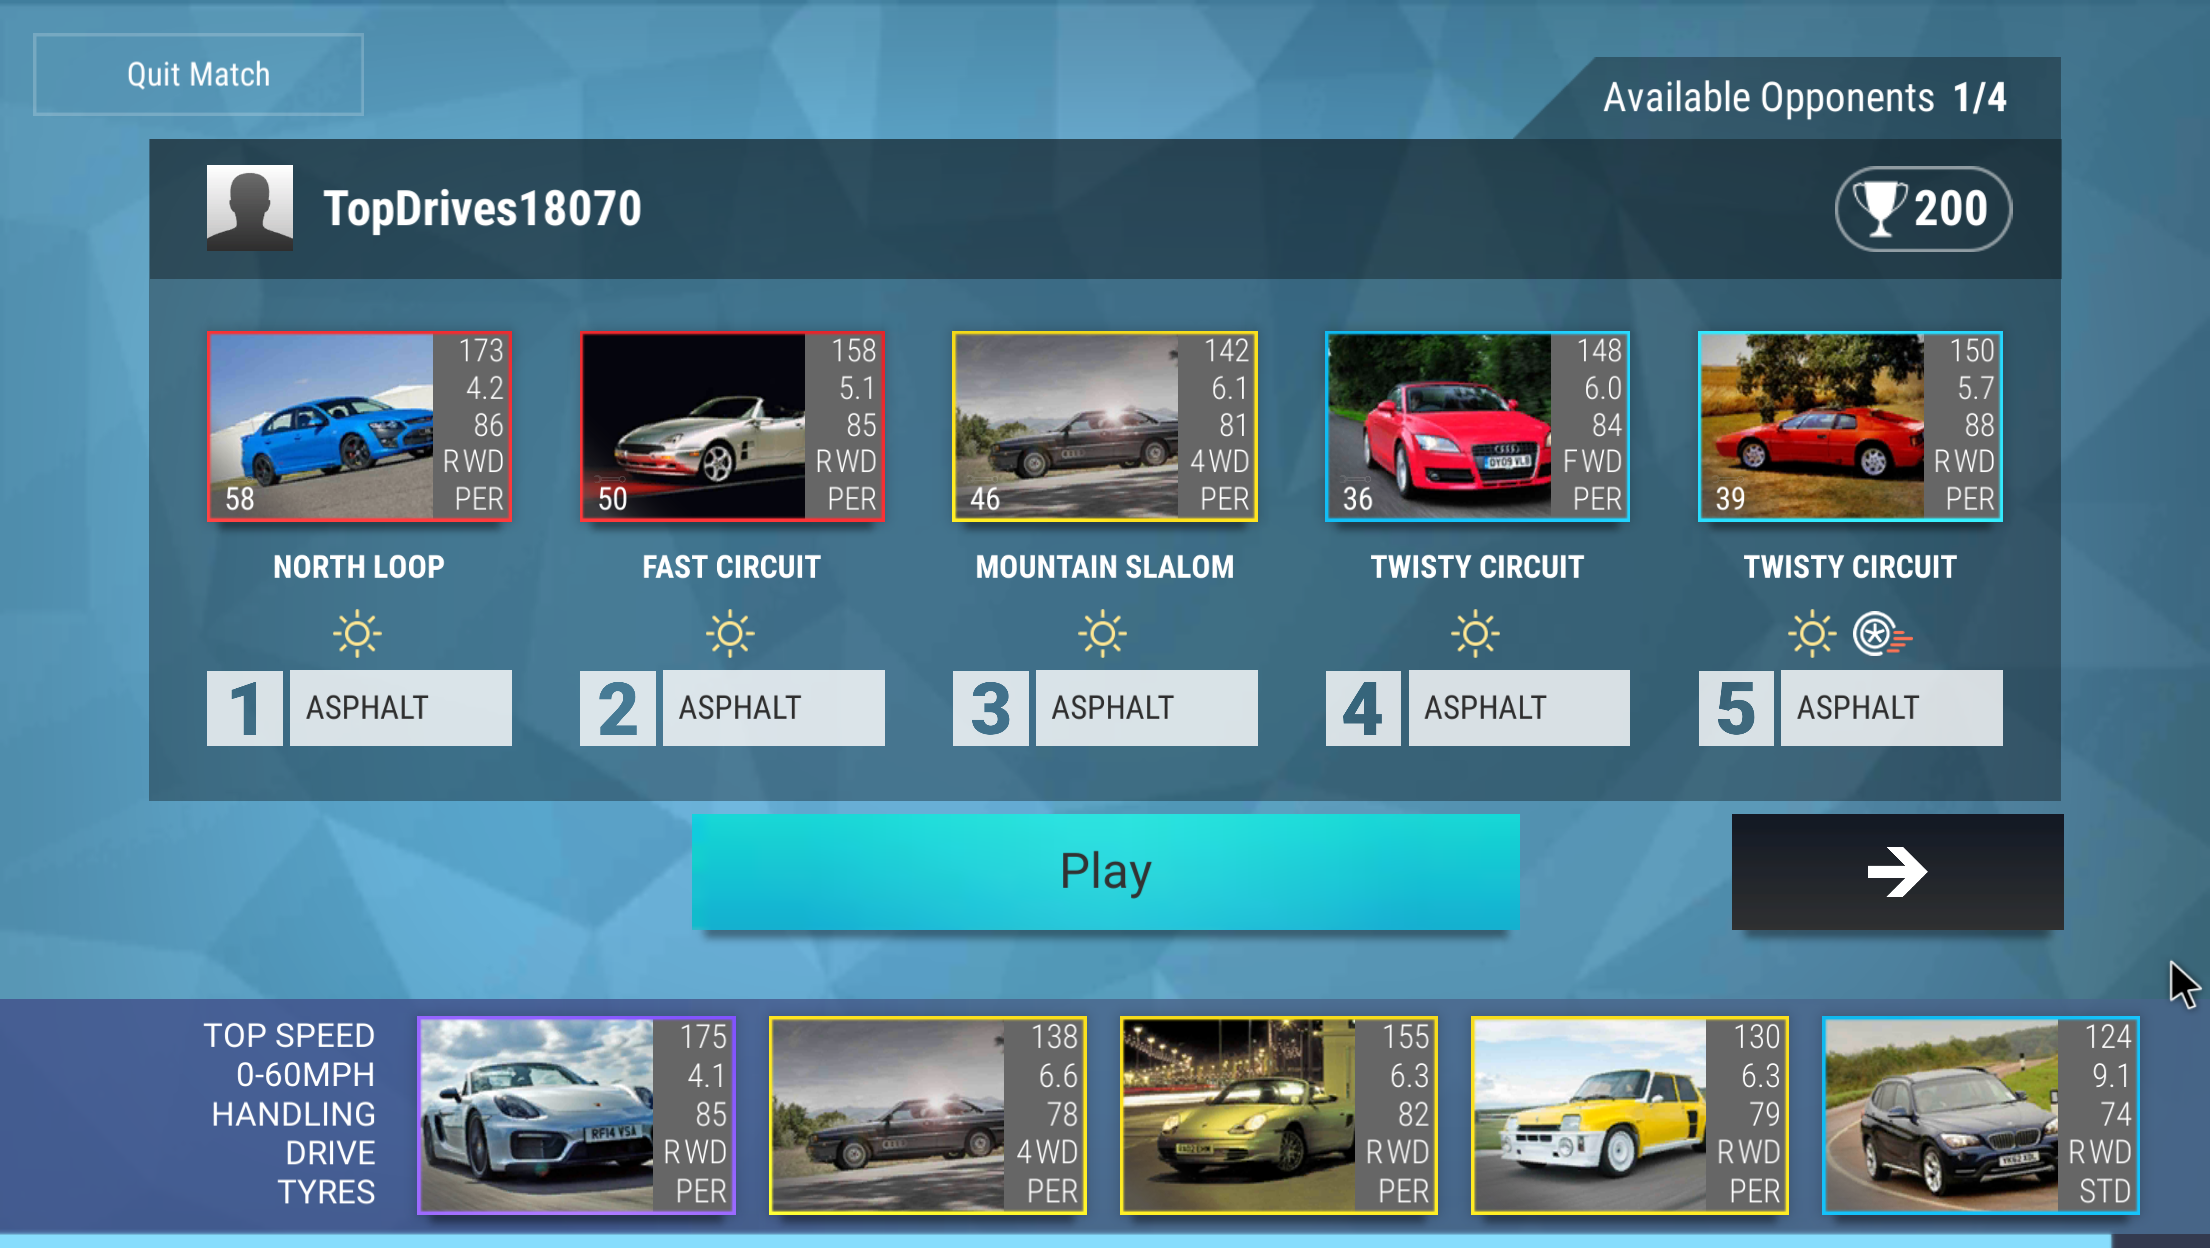 Quit Match
Available Opponents 1/4
TopDrives18070
200
173
4.2
86
RWD
PER
58
158
5.1
85
RWD
PER
50
142
6.1
81
4WD
PER
46
148
6.0
84
FWD
PER
36
150
5.7
88
RWD
PER
39
NORTH LOOP
FAST CIRCUIT
MOUNTAIN SLALOM
TWISTY CIRCUIT
TWISTY CIRCUIT
1 ASPHALT
2 ASPHALT
3 ASPHALT
4 ASPHALT
5 ASPHALT
Play
TOP SPEED
0-60MPH
HANDLING
DRIVE
TYRES
175
4.1
85
RWD
PER
RF14 VSA
138
6.6
78
4WD
PER
155
6.3
82
RWD
PER
130
6.3
79
RWD
PER
124
9.1
74
RWD
STD